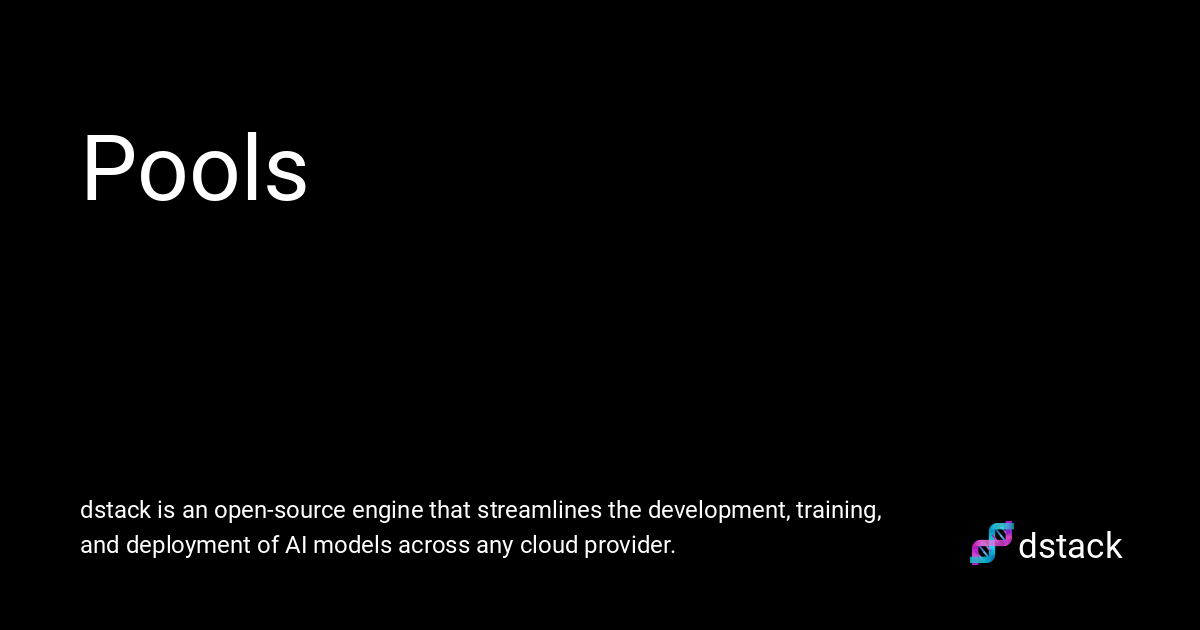 Pools
dstack is an open-source engine that streamlines the development, training,
and deployment of AI models across any cloud provider.
dstack